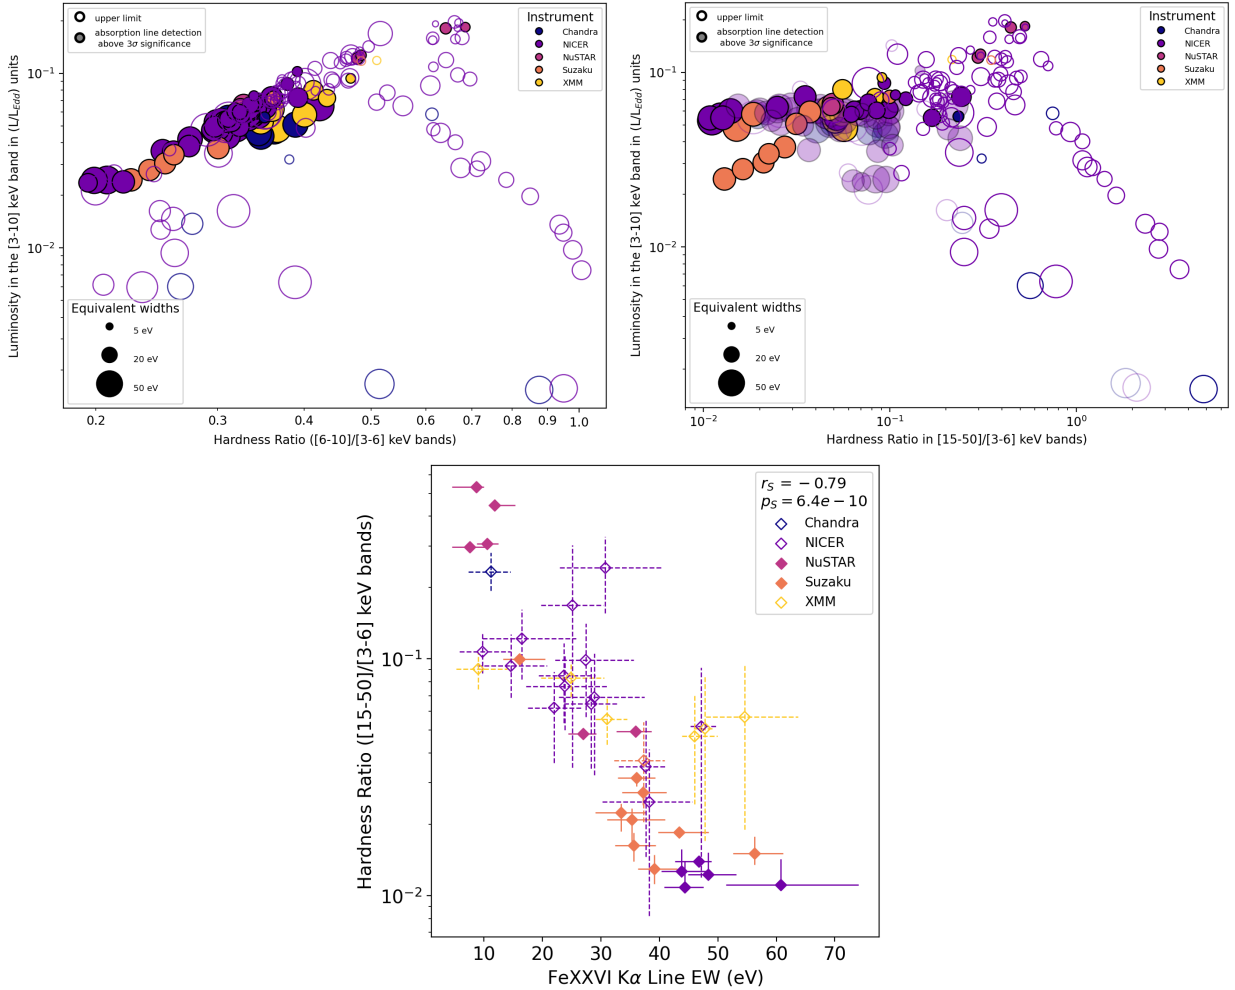 upper limit
absorption line detection
above 3σ significance
Instrument
Chandra
NICER
NuSTAR
Suzaku
XMM
Luminosity in the [3-10] keV band in (L/L_Edd) units
10⁻¹
10⁻²
Equivalent widths
5 eV
20 eV
50 eV
0.2
0.3
0.4
0.5
0.6
0.7
0.8
0.9
1.0
Hardness Ratio ([6-10]/[3-6] keV bands)
upper limit
absorption line detection
above 3σ significance
Instrument
Chandra
NICER
NuSTAR
Suzaku
XMM
Luminosity in the [3-10] keV band in (L/L_Edd) units
10⁻¹
10⁻²
Equivalent widths
5 eV
20 eV
50 eV
10⁻²
10⁻¹
10⁰
Hardness Ratio in [15-50]/[3-6] keV bands)
r_S = −0.79
p_S = 6.4e − 10
Chandra
NICER
NuSTAR
Suzaku
XMM
Hardness Ratio ([15-50]/[3-6] keV bands)
10⁻¹
10⁻²
10
20
30
40
50
60
70
FeXXVI Kα Line EW (eV)